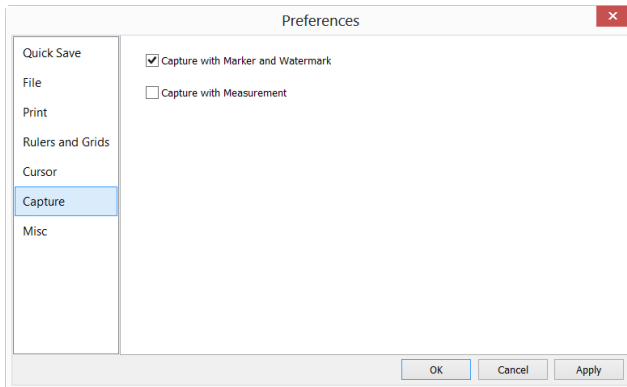 Preferences
Quick Save
File
Print
Rulers and Grids
Cursor
Capture
Misc
Capture with Marker and Watermark
Capture with Measurement
OK
Cancel
Apply